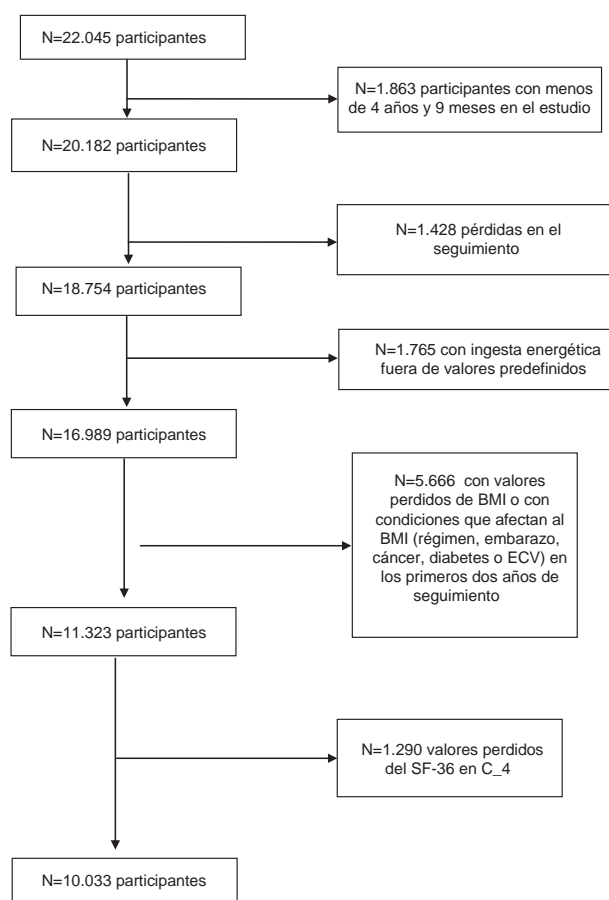 N=22.045 participantes
N=1.863 participantes con menos
de 4 años y 9 meses en el estudio
N=20.182 participantes
N=1.428 pérdidas en el
seguimiento
N=18.754 participantes
N=1.765 con ingesta energética
fuera de valores predefinidos
N=16.989 participantes
N=5.666 con valores
perdidos de BMI o con
condiciones que afectan al
BMI (régimen, embarazo,
cáncer, diabetes o ECV) en
los primeros dos años de
seguimiento
N=11.323 participantes
N=1.290 valores perdidos
del SF-36 en C_4
N=10.033 participantes